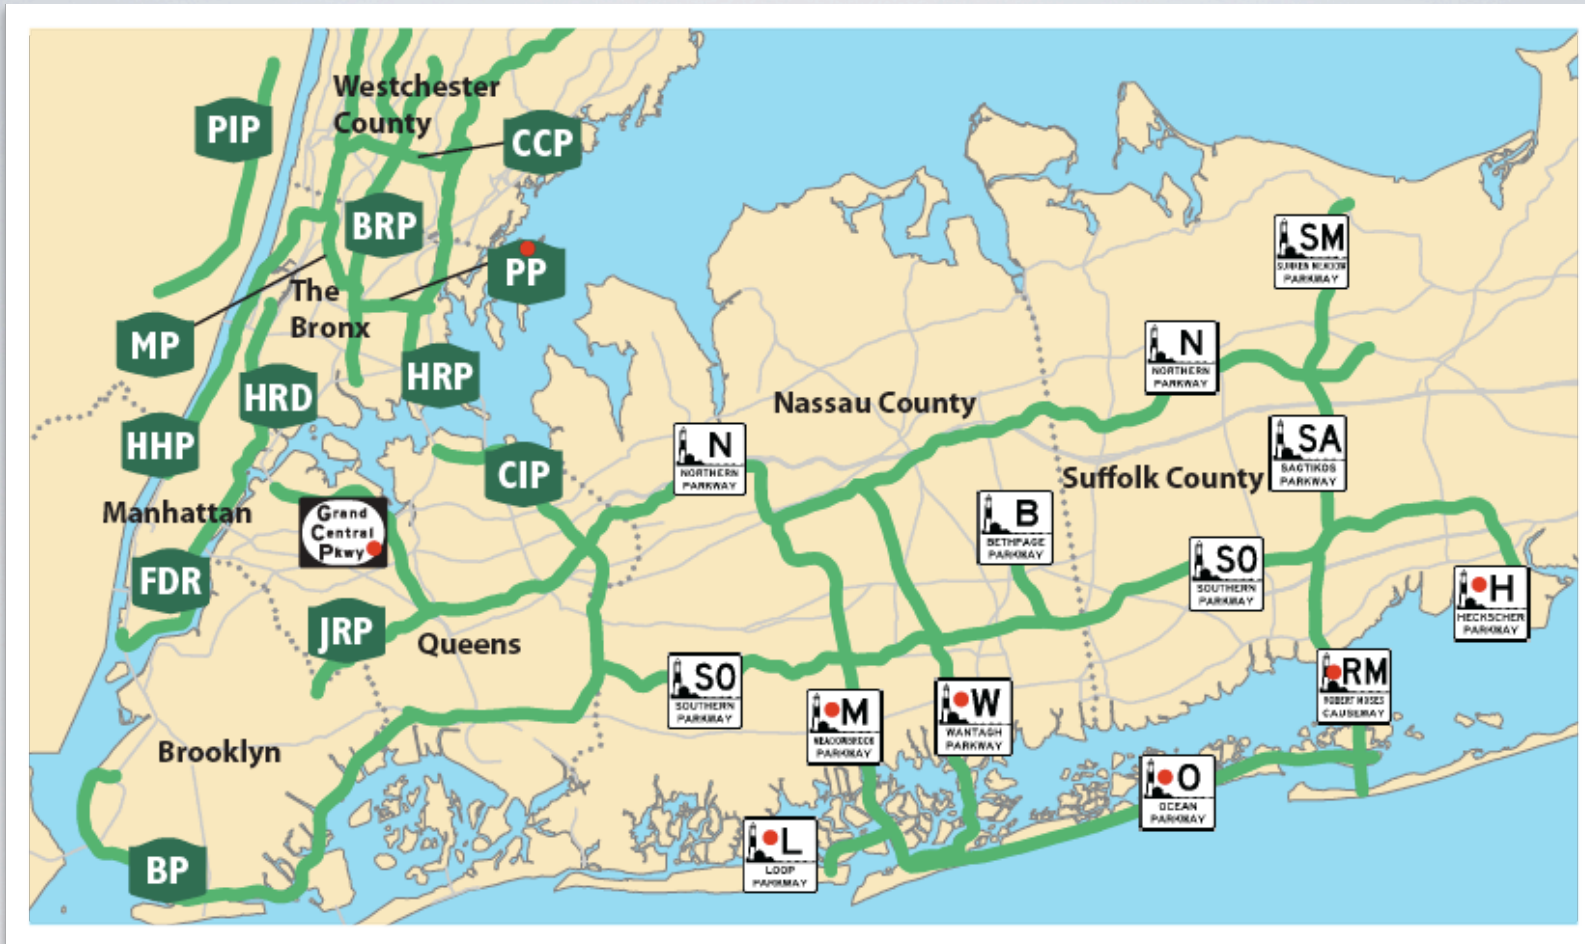 Westchester
County
PIP
CCP
BRP
PP
The
Bronx
MP
HRP
HRD
HHP
CIP
Manhattan
Grand
Central
Pkwy
FDR
JRP
Queens
Brooklyn
BP
SM
SUNKEN MEADOW
PARKWAY
N
NORTHERN
PARKWAY
Nassau County
N
NORTHERN
PARKWAY
SA
SAGTIKOS
PARKWAY
Suffolk County
B
BETHPAGE
PARKWAY
SO
SOUTHERN
PARKWAY
H
HECKSCHER
PARKWAY
SO
SOUTHERN
PARKWAY
RM
ROBERT MOSES
CAUSEWAY
M
MEADOWBROOK
PARKWAY
W
WANTAGH
PARKWAY
O
OCEAN
PARKWAY
L
LOOP
PARKWAY